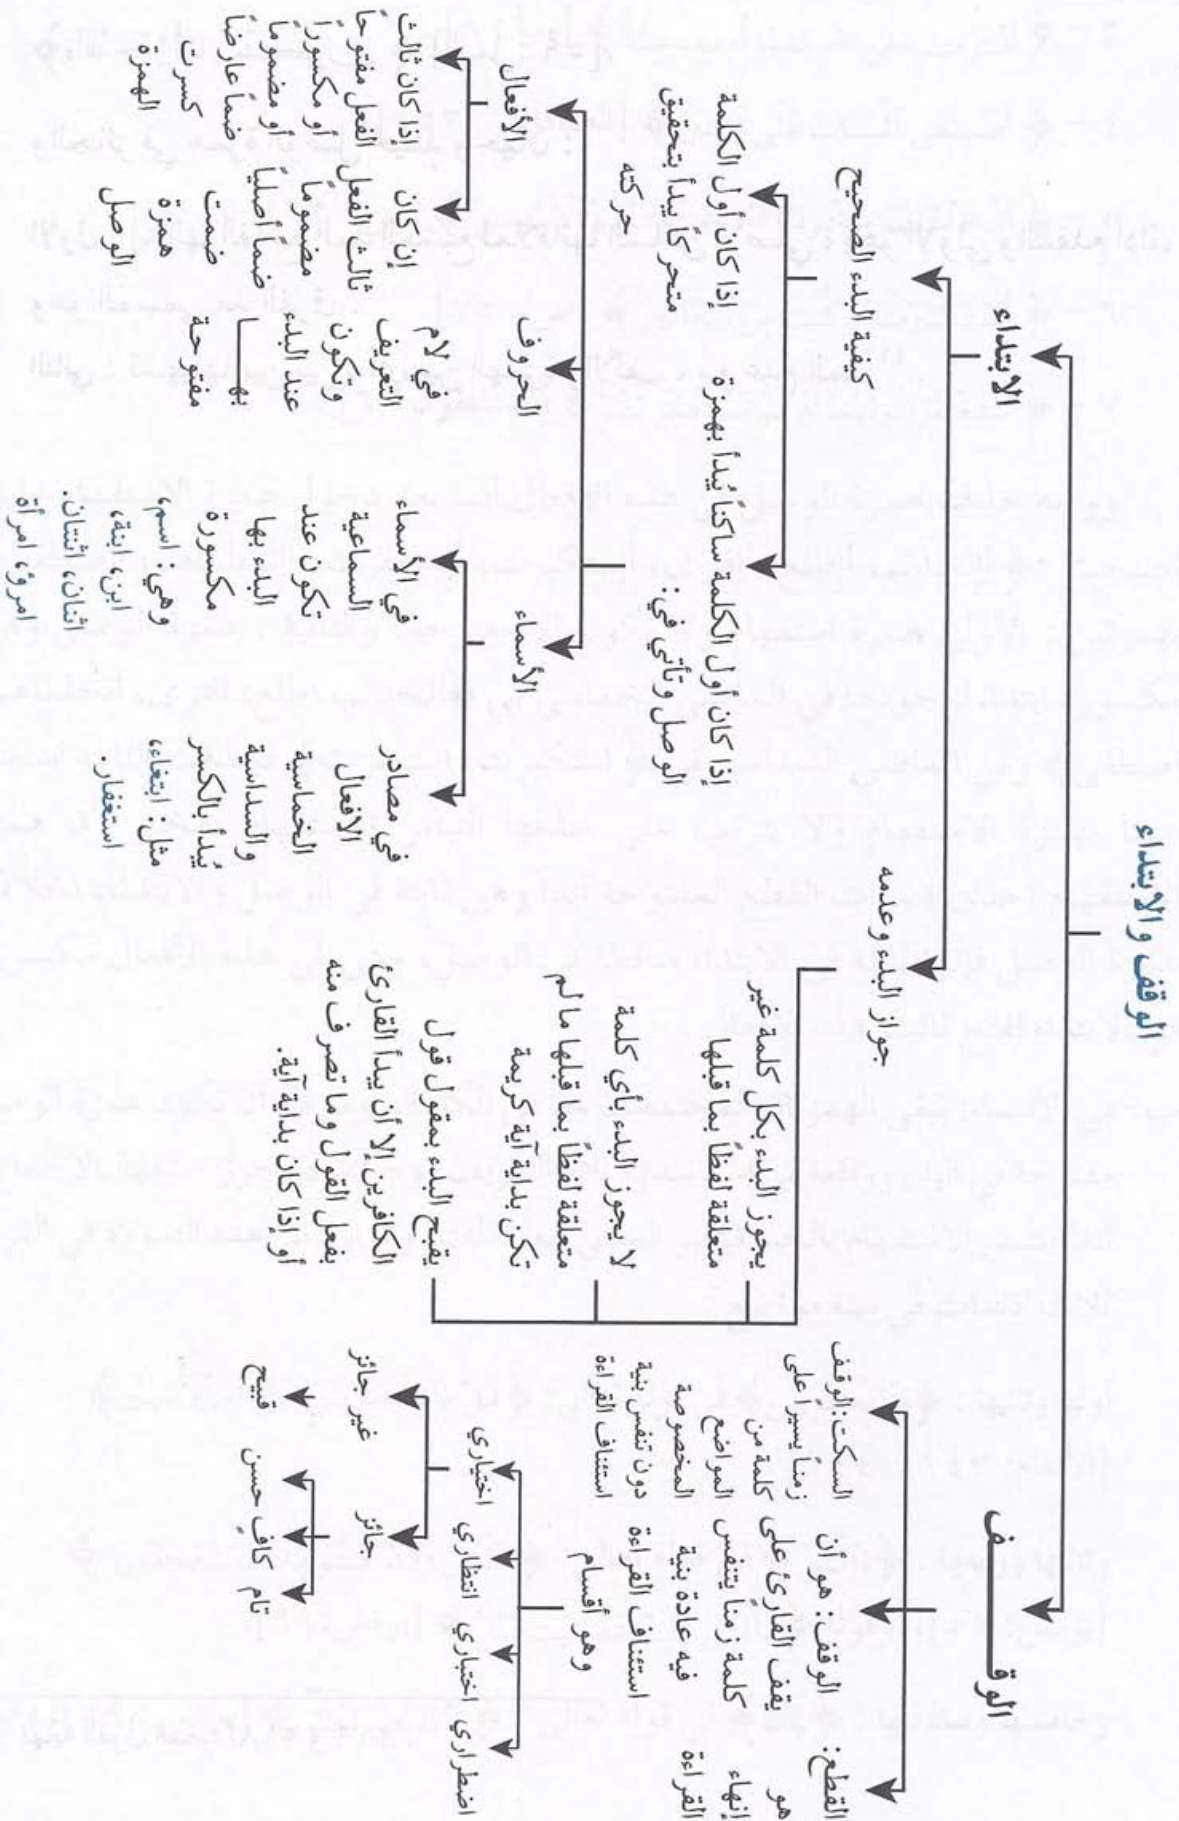 الوقف والابتداء
الوقـــــف
القطع:
هو
إنهاء
القراءة
الوقف: هو أن
يقف القارئ على
كلمة زمناً يتنفس
فيه عادة بنية
استئناف القراءة
وهو أقسام
اضطراري
اختباري
انتظاري
اختياري
جائز
تام
كافٍ
حسن
غير جائز
قبيح
السكت: الوقف
زمناً يسيراً على
كلمة من
المواضع
المخصوصة
دون تنفس بنية
استئناف القراءة
الابتداء
جواز البدء وعدمه
يجوز البدء بكل كلمة غير
متعلقة لفظاً بما قبلها
لا يجوز البدء بأي كلمة
متعلقة لفظاً بما قبلها ما لم
تكن بداية آية كريمة
يقبح البدء بمقول قول
الكافرين إلا أن يبدأ القارئ
بفعل القول وما تصرف منه
أو إذا كان بداية آية.
كيفية البدء الصحيح
إذا كان أول الكلمة ساكناً يُبدأ بهمزة
الوصل وتأتي في:
إذا كان أول الكلمة
متحركاً يبدأ بتحقيق
حركته
الأسماء
في مصادر
الأفعال
الخماسية
والسداسية
يُبدأ بالكسر
مثل: ابتغاء،
استغفار.
في الأسماء
السماعية
تكون عند
البدء بها
مكسورة
وهي: اسم،
ابن، ابنة،
اثنان، اثنتان.
امرؤ، امرأة
الحروف
في لام
التعريف
وتكون
عند البدء
بهـا
مفتوحة
الأفعال
إن كان
ثالث الفعل
مضموماً
ضماً أصلياً
ضمت
همزة
الوصل
إذا كان ثالث
الفعل مفتوحاً
أو مكسوراً
أو مضموماً
ضماً عارضاً
كسرت
الهمزة